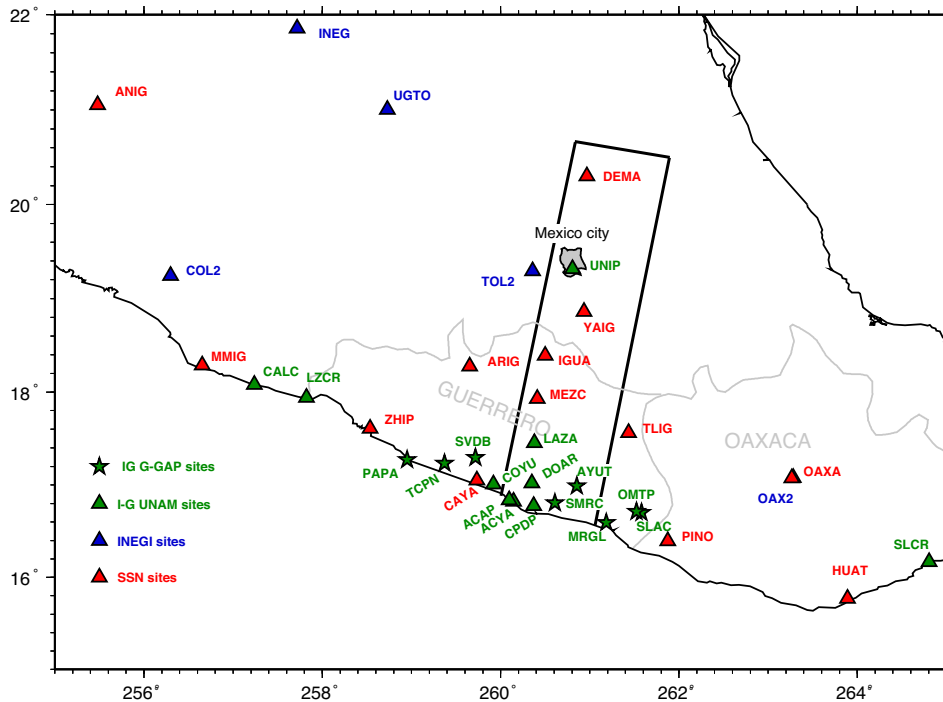 22°
INEG
ANIG
UGTO
20°
DEMA
Mexico city
UNIP
COL2
TOL2
YAIG
MMIG
ARIG
IGUA
CALC
LZCR
18°
MEZC
GUERRERO
ZHIP
TLIG
LAZA
OAXACA
SVDB
IG G-GAP sites
PAPA
TCPN
COYU
DOAR
AYUT
OAXA
CAYA
OAX2
I-G UNAM sites
ACAP
ACYA
CPDP
SMRC
OMTP
SLAC
MRGL
PINO
INEGI sites
SLCR
16°
SSN sites
HUAT
256°
258°
260°
262°
264°